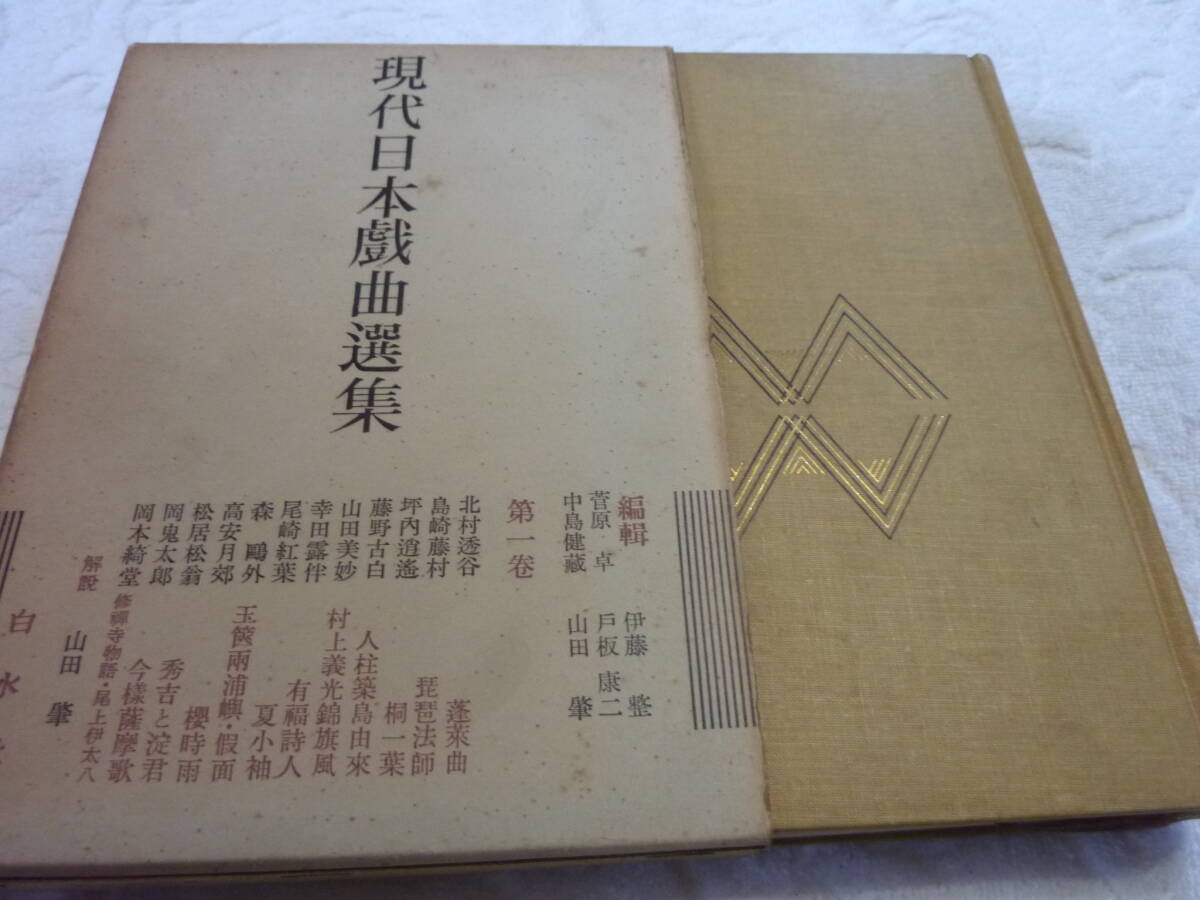 現代日本戲曲選集
編輯 伊藤 整
菅原 卓 戸板康二
中島健藏 山田 肇
第一卷
北村透谷 蓬萊曲
島崎藤村 琵琶法師
坪內逍遙 桐一葉
藤野古白 人柱築島由來
山田美妙 村上義光錦旗風
幸田露伴 有福詩人
尾崎紅葉 夏小袖
森 鷗外 玉篋兩浦嶼・假面
高安月郊 櫻時雨
松居松翁 秀吉と淀君
岡鬼太郎 今樣薩摩歌
岡本綺堂 修禪寺物語・尾上伊太八
解說 山田 肇
白水